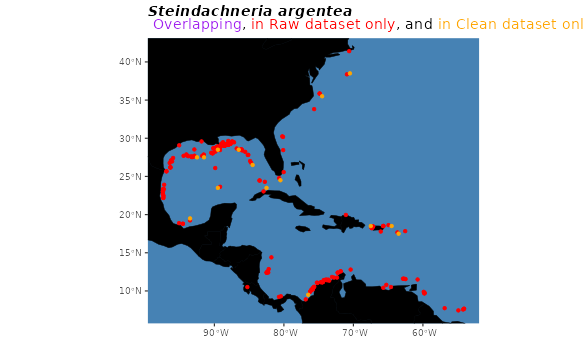 Steindachneria argentea
Overlapping, in Raw dataset only, and in Clean dataset onl
40°N
35°N
30°N
25°N
20°N
15°N
10°N
90°W
80°W
70°W
60°W